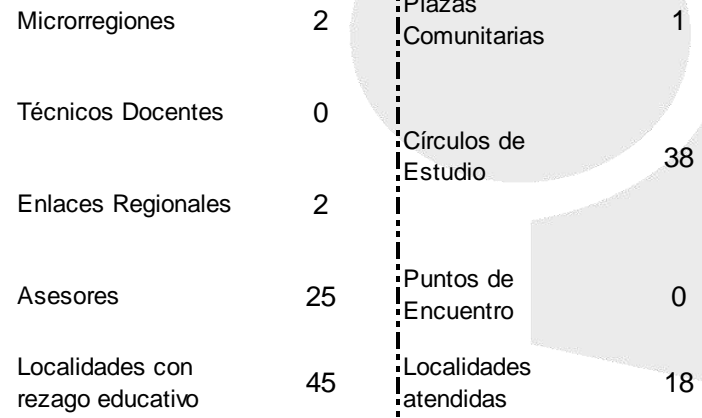 Microrregiones 2
Técnicos Docentes 0
Enlaces Regionales 2
Asesores 25
Localidades con
rezago educativo 45
Plazas
Comunitarias 1
Círculos de
Estudio 38
Puntos de
Encuentro 0
Localidades
atendidas 18